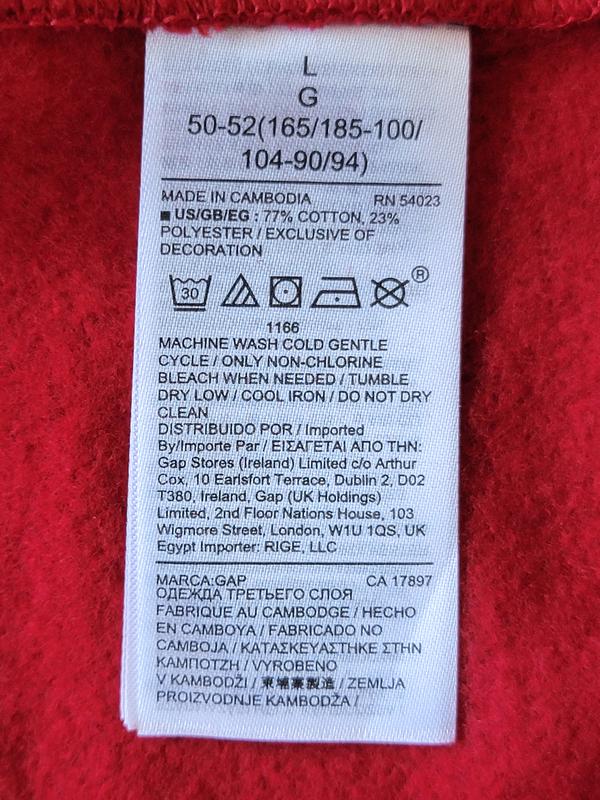 L
G
50-52(165/185-100/
104-90/94)
MADE IN CAMBODIA RN 54023
■ US/GB/EG : 77% COTTON, 23%
POLYESTER / EXCLUSIVE OF
DECORATION
30
®
1166
MACHINE WASH COLD GENTLE
CYCLE / ONLY NON-CHLORINE
BLEACH WHEN NEEDED / TUMBLE
DRY LOW / COOL IRON / DO NOT DRY
CLEAN
DISTRIBUIDO POR / Imported
By/Importe Par / ΕΙΣΑΓΕΤΑΙ ΑΠΟ ΤΗΝ:
Gap Stores (Ireland) Limited c/o Arthur
Cox, 10 Earlsfort Terrace, Dublin 2, D02
T380, Ireland, Gap (UK Holdings)
Limited, 2nd Floor Nations House, 103
Wigmore Street, London, W1U 1QS, UK
Egypt Importer: RIGE, LLC
MARCA:GAP CA 17897
ОДЕЖДА ТРЕТЬЕГО СЛОЯ
FABRIQUE AU CAMBODGE / HECHO
EN CAMBOYA / FABRICADO NO
CAMBOJA / ΚΑΤΑΣΚΕΥΑΣΤΗΚΕ ΣΤΗΝ
ΚΑΜΠΟΤΖΗ / VYROBENO
V KAMBODŽI / 柬埔寨製造 / ZEMLJA
PROIZVODNJE KAMBODŽA /